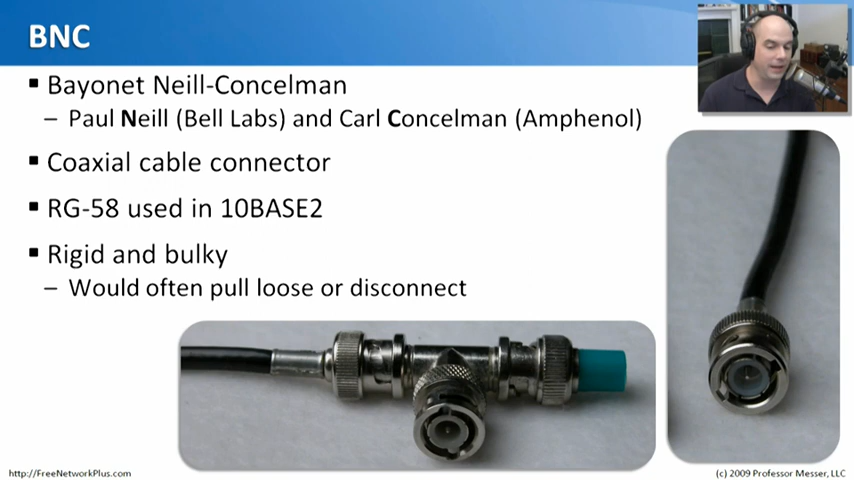 BNC
▪ Bayonet Neill-Concelman
– Paul Neill (Bell Labs) and Carl Concelman (Amphenol)
▪ Coaxial cable connector
▪ RG-58 used in 10BASE2
▪ Rigid and bulky
– Would often pull loose or disconnect
http://FreeNetworkPlus.com
(c) 2009 Professor Messer, LLC